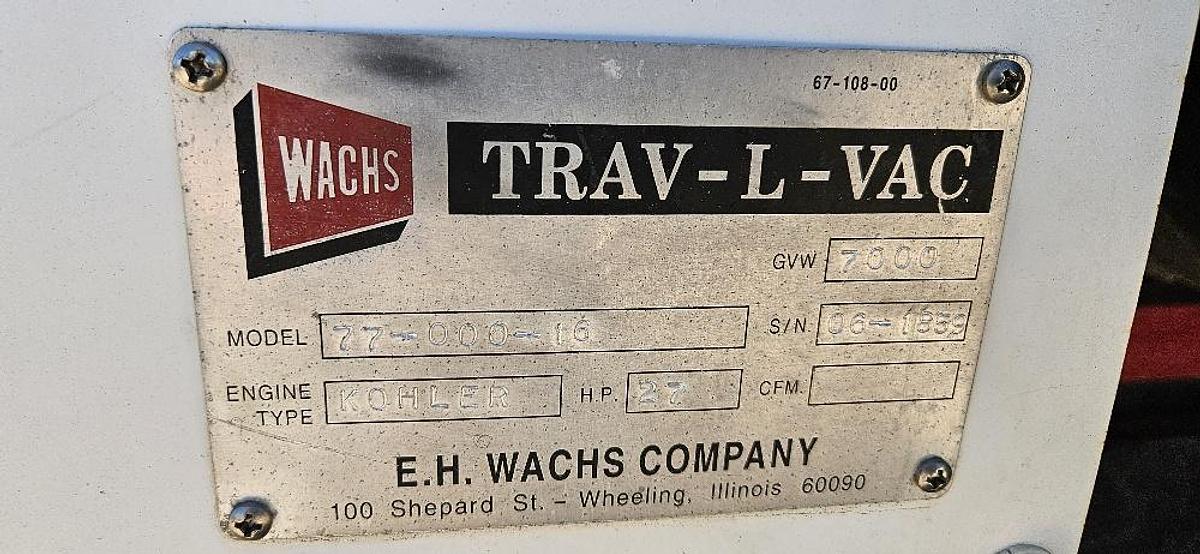 67-108-00
WACHS
TRAV-L-VAC
GVW 7000
MODEL 77-000-16
S/N 06-1859
ENGINE TYPE KOHLER H.P. 27 CFM
E.H. WACHS COMPANY
100 Shepard St. - Wheeling, Illinois 60090